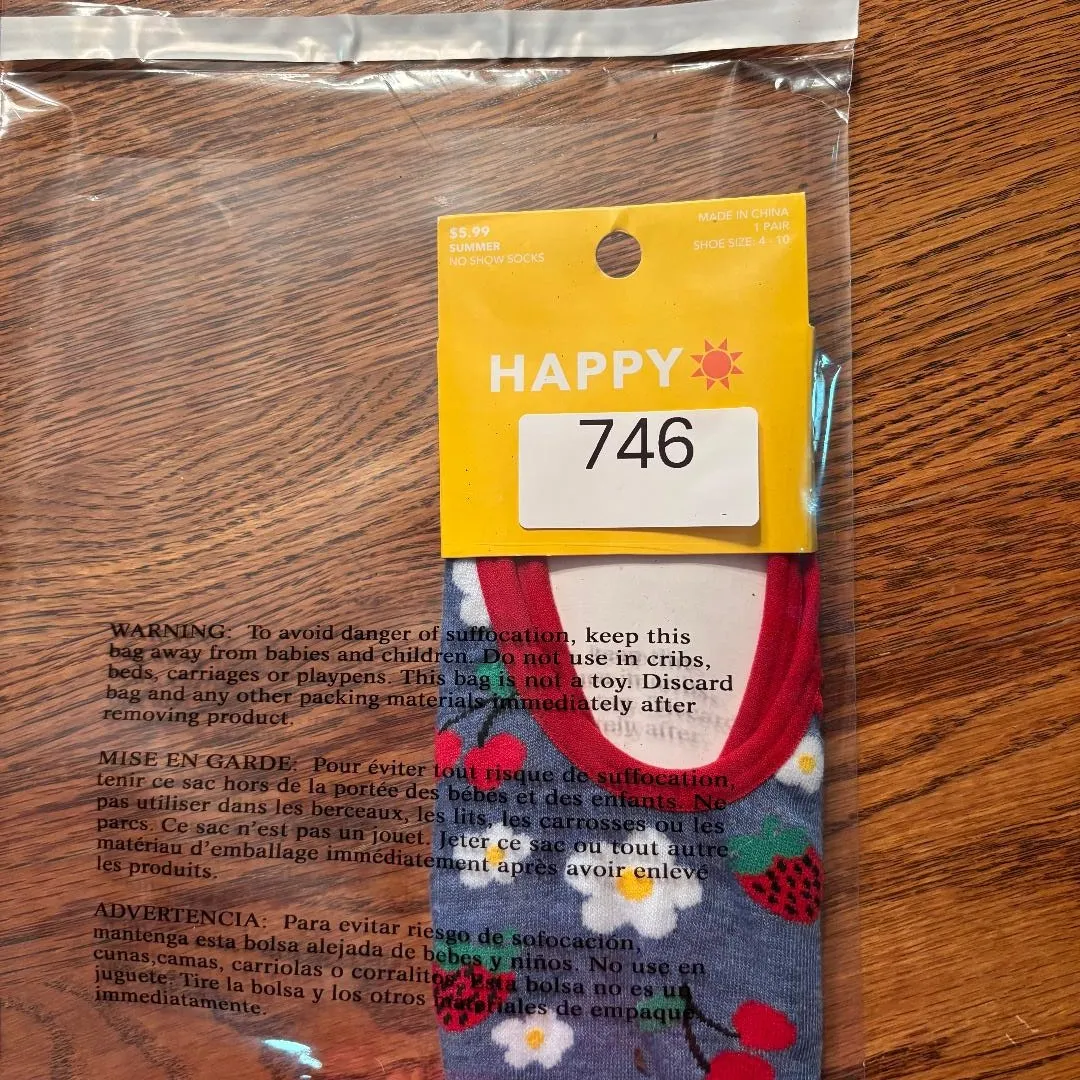 $5.99
SUMMER
NO SHOW SOCKS
MADE IN CHINA
1 PAIR
SHOE SIZE: 4 - 10
HAPPY
746
WARNING: To avoid danger of suffocation, keep this
bag away from babies and children. Do not use in cribs,
beds, carriages or playpens. This bag is not a toy. Discard
bag and any other packing materials immediately after
removing product.
MISE EN GARDE: Pour éviter tout risque de suffocation,
tenir ce sac hors de la portée des bébés et des enfants. Ne
pas utiliser dans les berceaux, les lits, les carrosses ou les
parcs. Ce sac n'est pas un jouet. Jeter ce sac ou tout autre
matériau d'emballage immédiatement après avoir enlevé
les produits.
ADVERTENCIA: Para evitar riesgo de sofocación,
mantenga esta bolsa alejada de bebes y niños. No use en
cunas,camas, carriolas o corralitos. Esta bolsa no es un
juguete. Tire la bolsa y los otros materiales de empaque
immediatamente.